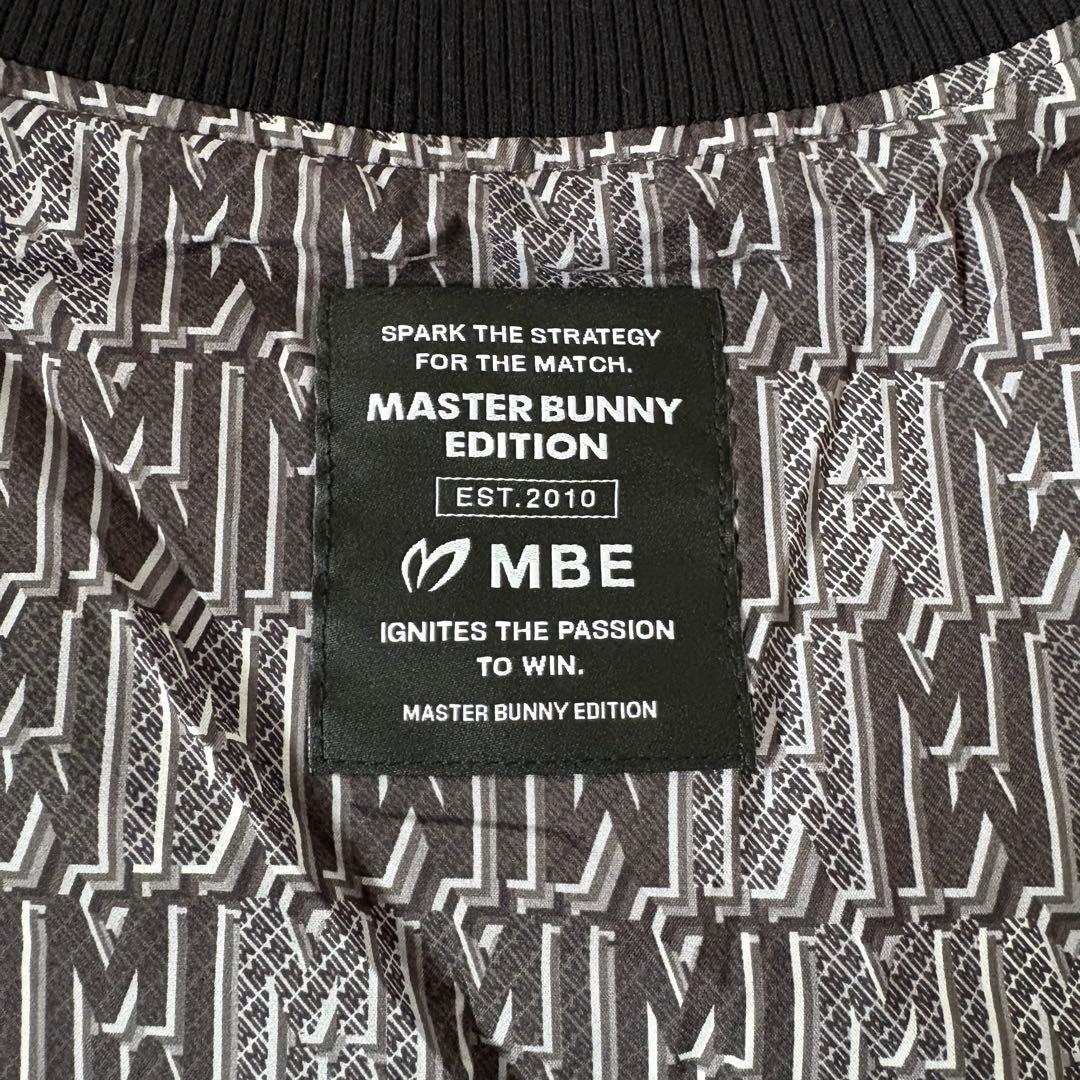 SPARK THE STRATEGY
FOR THE MATCH.
MASTER BUNNY
EDITION
EST.2010
MBE
IGNITES THE PASSION
TO WIN.
MASTER BUNNY EDITION